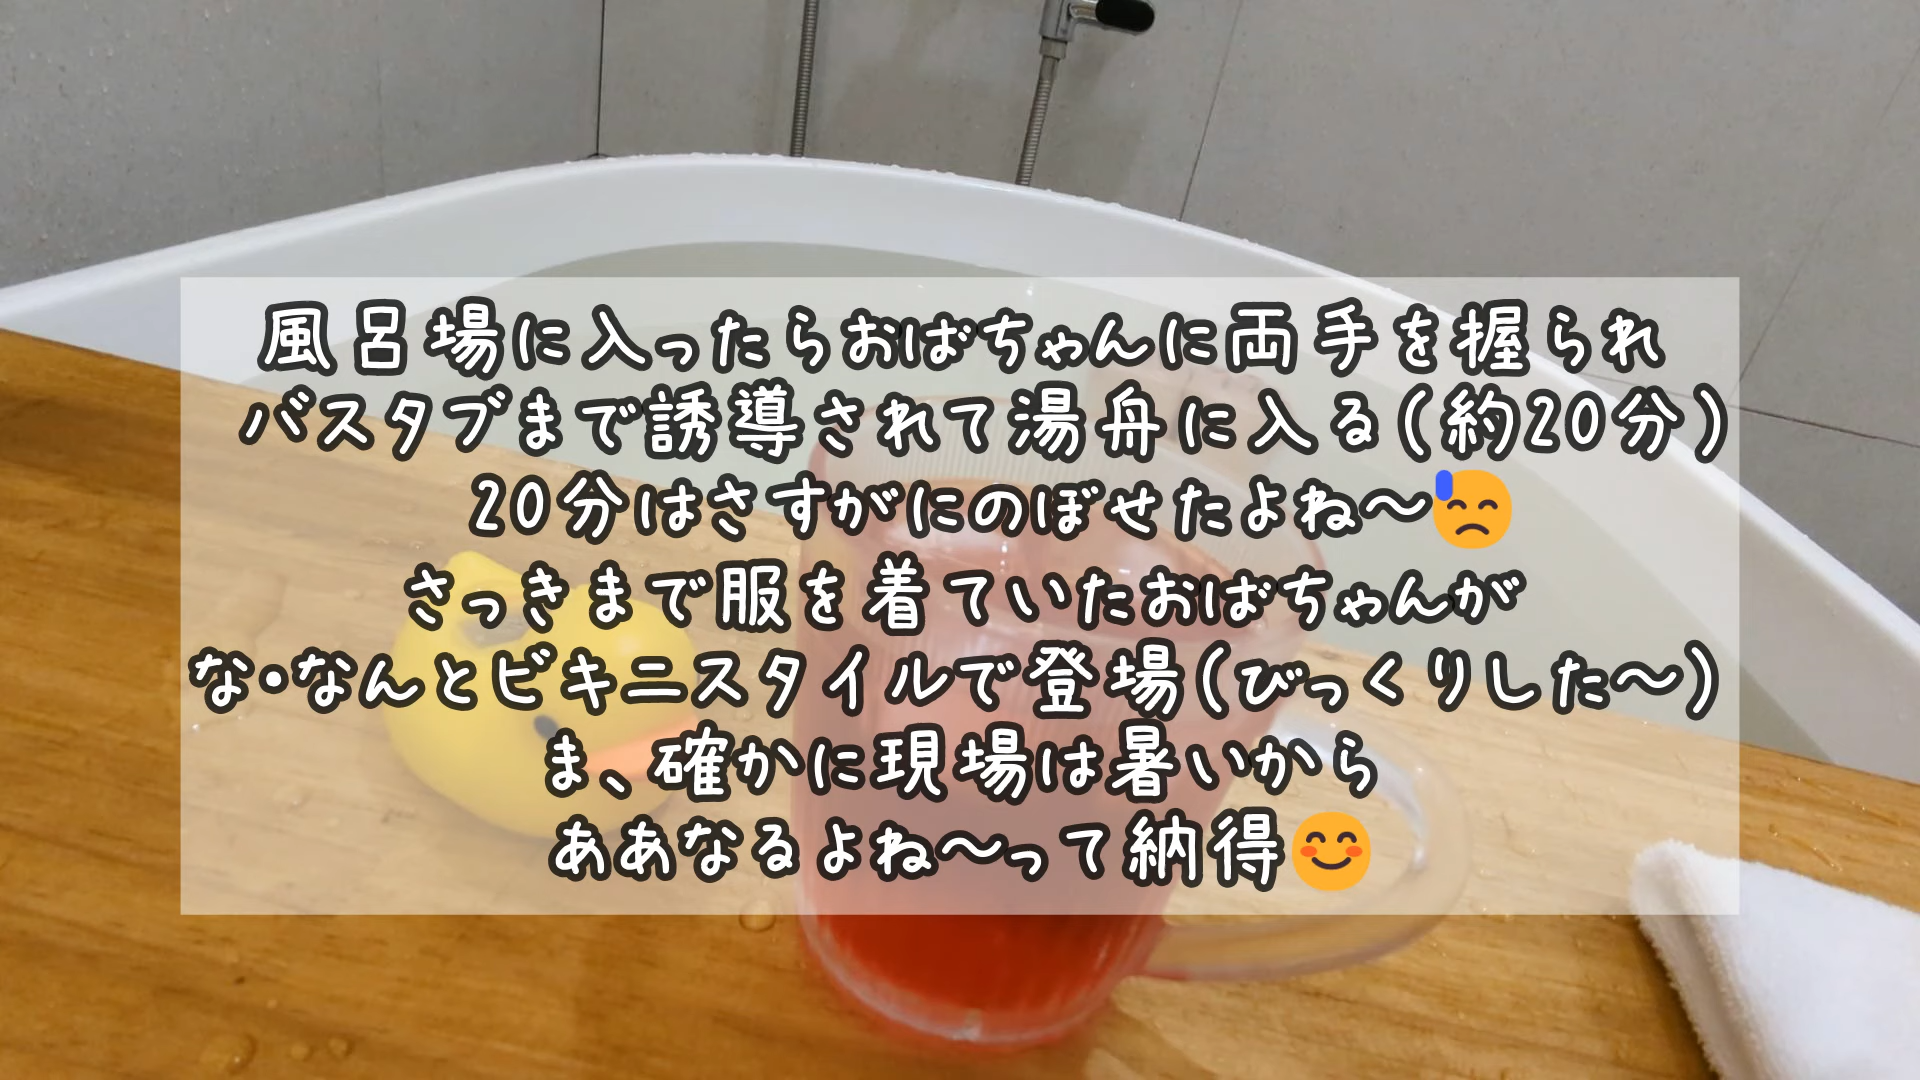 風呂場に入ったらおばちゃんに両手を握られ
バスタブまで誘導されて湯舟に入る(約20分)
20分はさすがにのぼせたよね〜😓
さっきまで服を着ていたおばちゃんが
な・なんとビキニスタイルで登場(びっくりした〜)
ま、確かに現場は暑いから
ああなるよね〜って納得😊